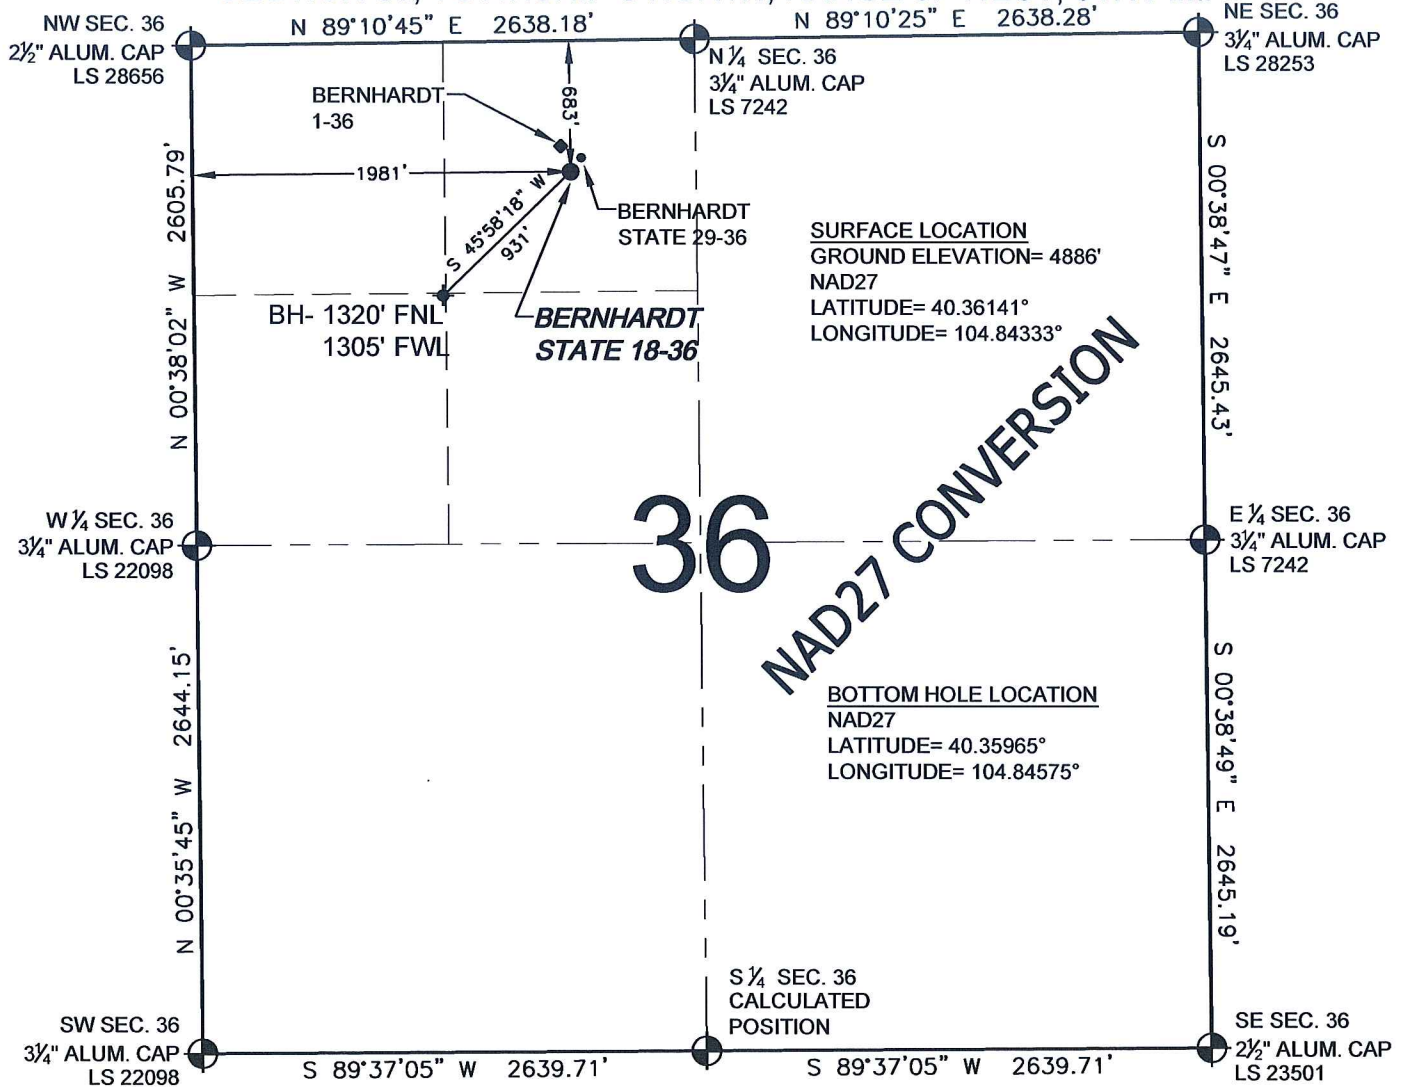 N 89°10'45" E 2638.18'
N 89°10'25" E 2638.28'
NW SEC. 36
2½" ALUM. CAP
LS 28656
N ¼ SEC. 36
3¼" ALUM. CAP
LS 7242
NE SEC. 36
3¼" ALUM. CAP
LS 28253
BERNHARDT
1-36
683'
1981'
S 45°58'18" W
931'
BERNHARDT
STATE 29-36
BH- 1320' FNL
1305' FWL
BERNHARDT
STATE 18-36
SURFACE LOCATION
GROUND ELEVATION= 4886'
NAD27
LATITUDE= 40.36141°
LONGITUDE= 104.84333°
N 00°38'02" W 2605.79'
S 00°38'47" E 2645.43'
W ¼ SEC. 36
3¼" ALUM. CAP
LS 22098
36
NAD27 CONVERSION
E ¼ SEC. 36
3¼" ALUM. CAP
LS 7242
BOTTOM HOLE LOCATION
NAD27
LATITUDE= 40.35965°
LONGITUDE= 104.84575°
N 00°35'45" W 2644.15'
S 00°38'49" E 2645.19'
SW SEC. 36
3¼" ALUM. CAP
LS 22098
S ¼ SEC. 36
CALCULATED
POSITION
SE SEC. 36
2½" ALUM. CAP
LS 23501
S 89°37'05" W 2639.71'
S 89°37'05" W 2639.71'